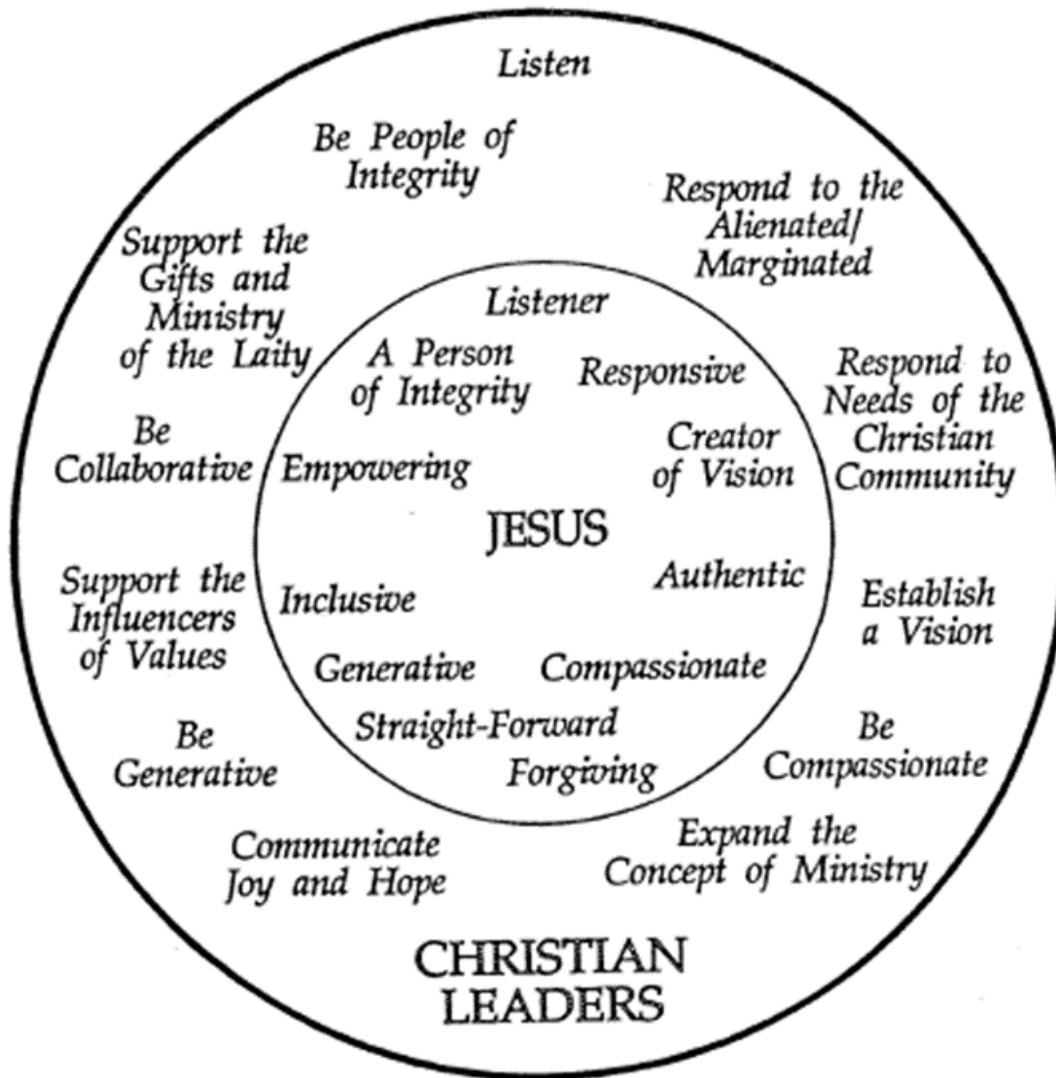 Listen
Be People of
Integrity
Respond to the
Alienated/
Marginated
Support the
Gifts and
Ministry
of the Laity
Listener
A Person
of Integrity
Responsive
Respond to
Needs of the
Christian
Community
Be
Collaborative
Empowering
Creator
of Vision
JESUS
Support the
Influencers
of Values
Inclusive
Authentic
Establish
a Vision
Generative
Compassionate
Straight-Forward
Forgiving
Be
Generative
Be
Compassionate
Communicate
Joy and Hope
Expand the
Concept of Ministry
CHRISTIAN
LEADERS